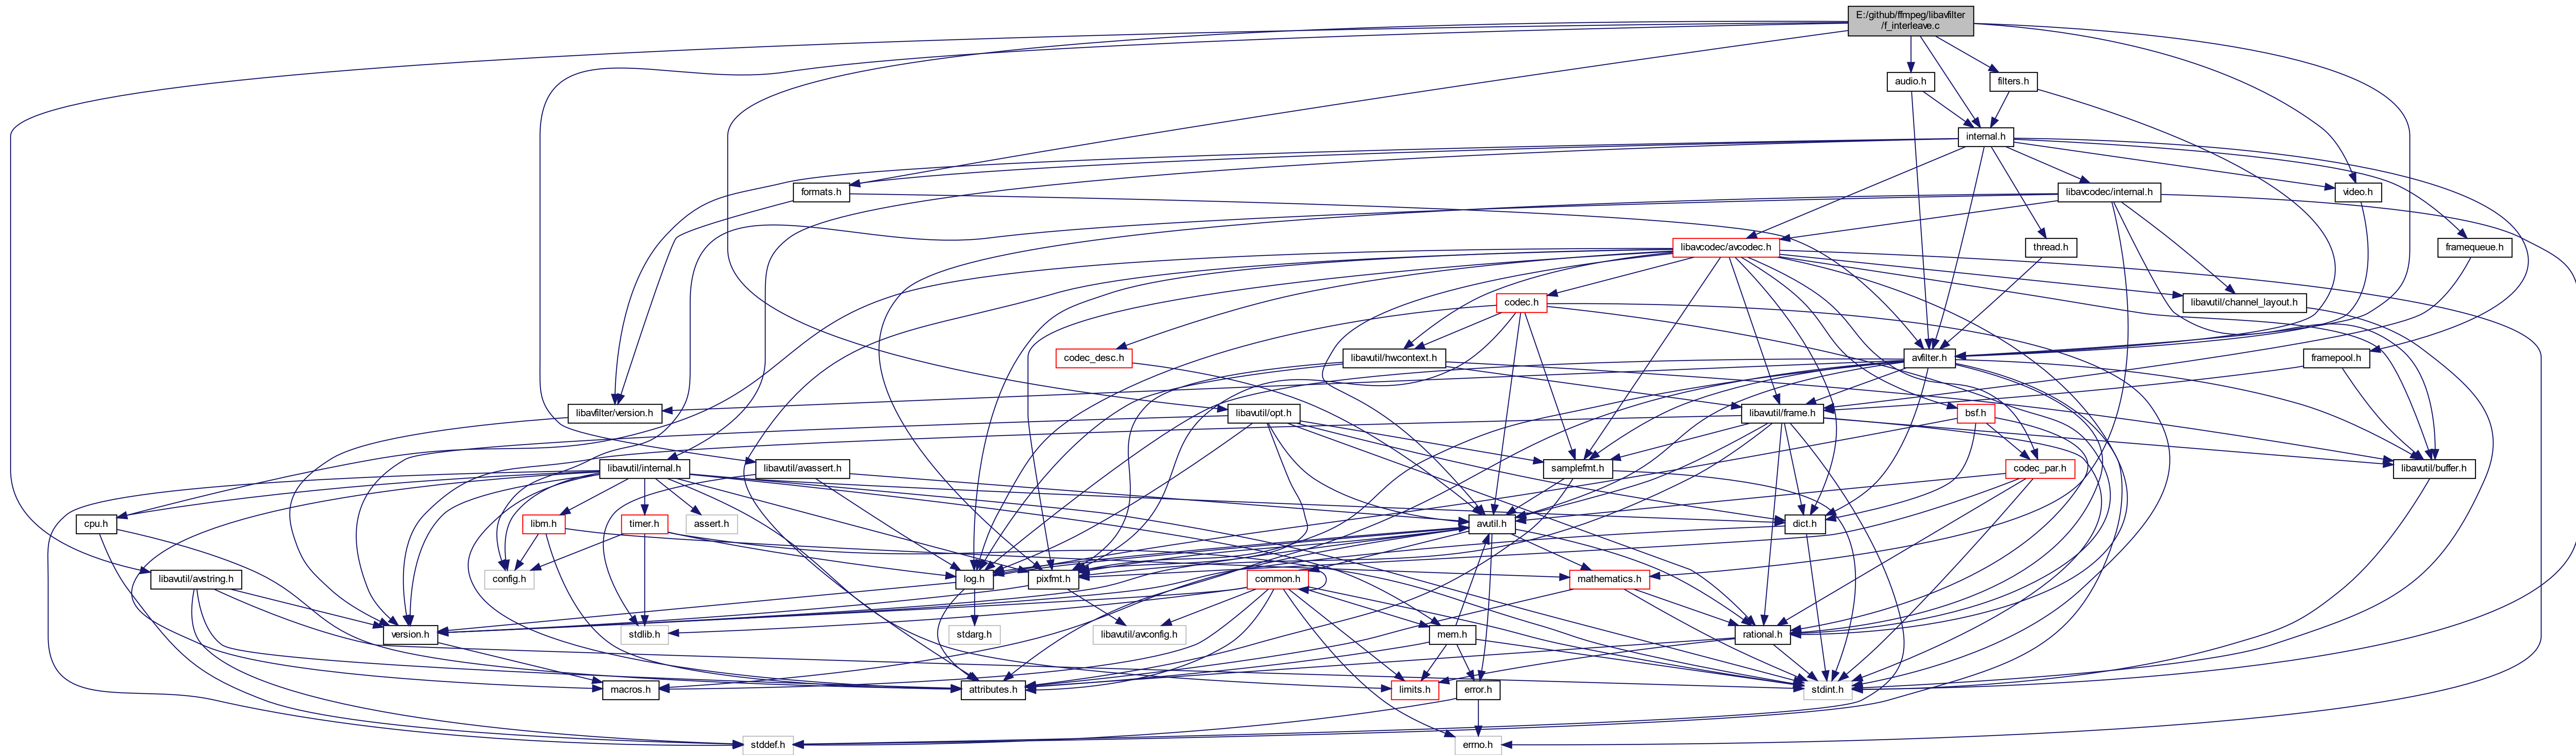 E:/github/ffmpeg/libavfilter
/f_interleave.c
audio.h
filters.h
internal.h
formats.h
libavcodec/internal.h
video.h
libavcodec/avcodec.h
thread.h
framequeue.h
codec.h
libavutil/channel_layout.h
codec_desc.h
libavutil/hwcontext.h
avfilter.h
framepool.h
libavfilter/version.h
libavutil/opt.h
libavutil/frame.h
bsf.h
libavutil/internal.h
libavutil/avassert.h
samplefmt.h
codec_par.h
libavutil/buffer.h
cpu.h
libm.h
timer.h
assert.h
avutil.h
dict.h
libavutil/avstring.h
config.h
log.h
pixfmt.h
common.h
mathematics.h
version.h
stdlib.h
stdarg.h
libavutil/avconfig.h
mem.h
rational.h
macros.h
attributes.h
limits.h
error.h
stdint.h
stddef.h
errno.h